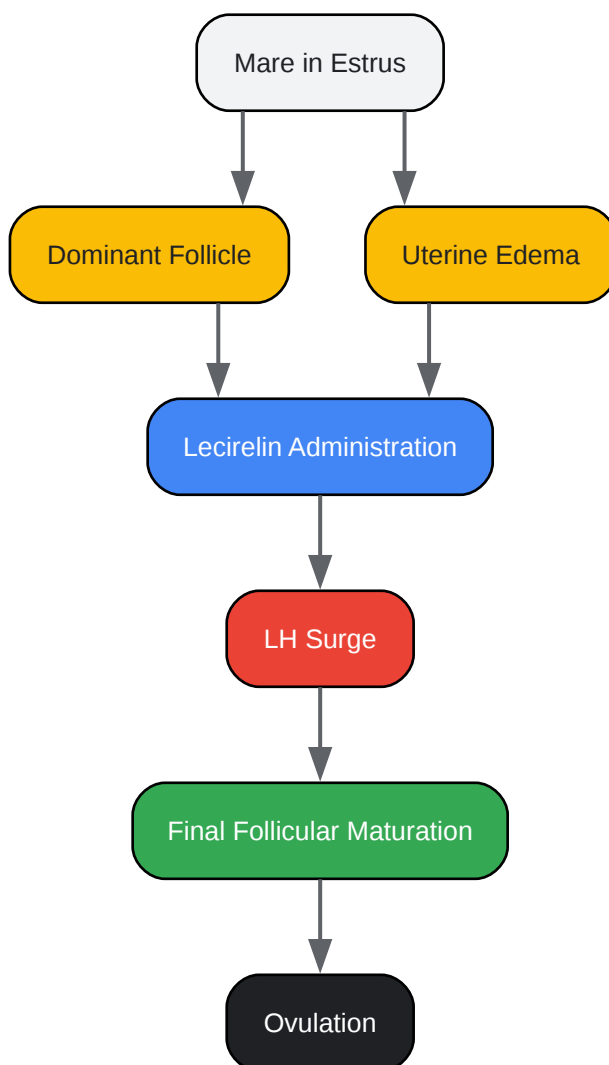 Mare in Estrus
Dominant Follicle
Uterine Edema
Lecirelin Administration
LH Surge
Final Follicular Maturation
Ovulation